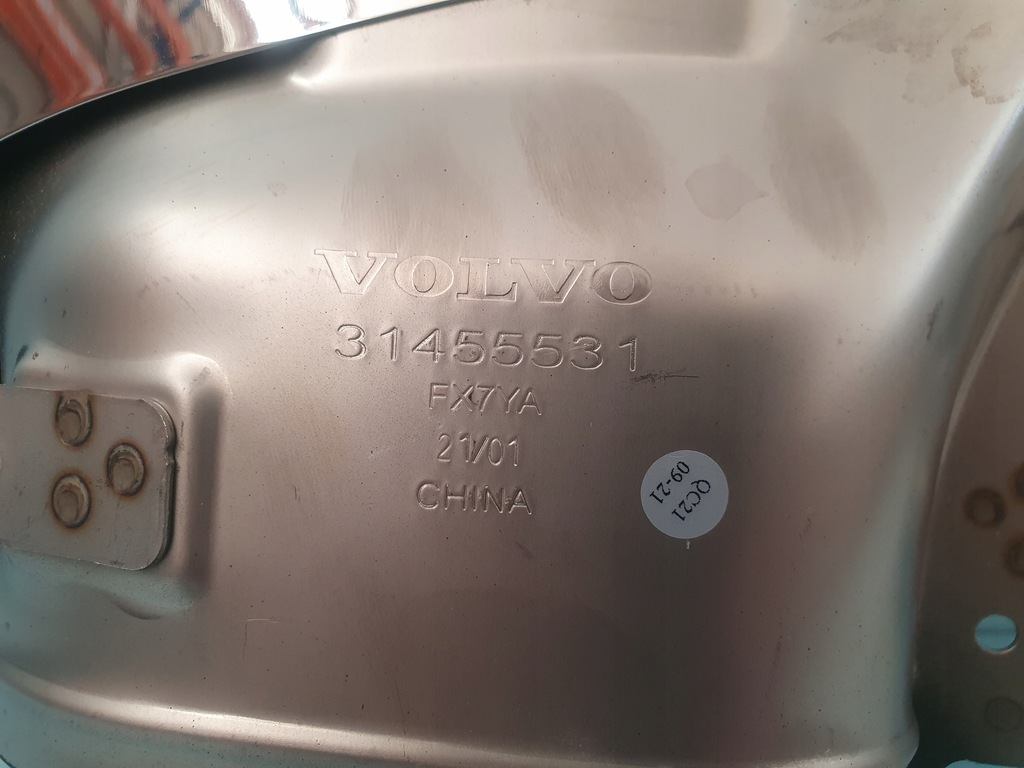 VOLVO
31455531
FX7YA
21/01
CHINA
QC21
09-21